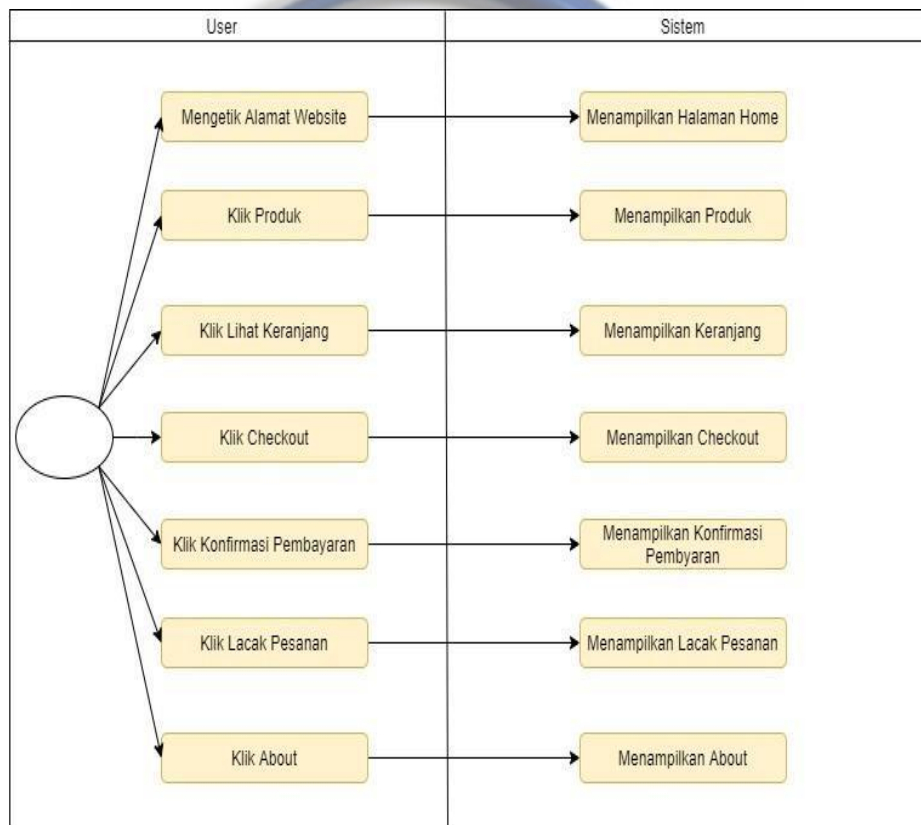 User
Sistem
Mengetik Alamat Website
Menampilkan Halaman Home
Klik Produk
Menampilkan Produk
Klik Lihat Keranjang
Menampilkan Keranjang
Klik Checkout
Menampilkan Checkout
Klik Konfirmasi Pembayaran
Menampilkan Konfirmasi
Pembyaran
Klik Lacak Pesanan
Menampilkan Lacak Pesanan
Klik About
Menampilkan About